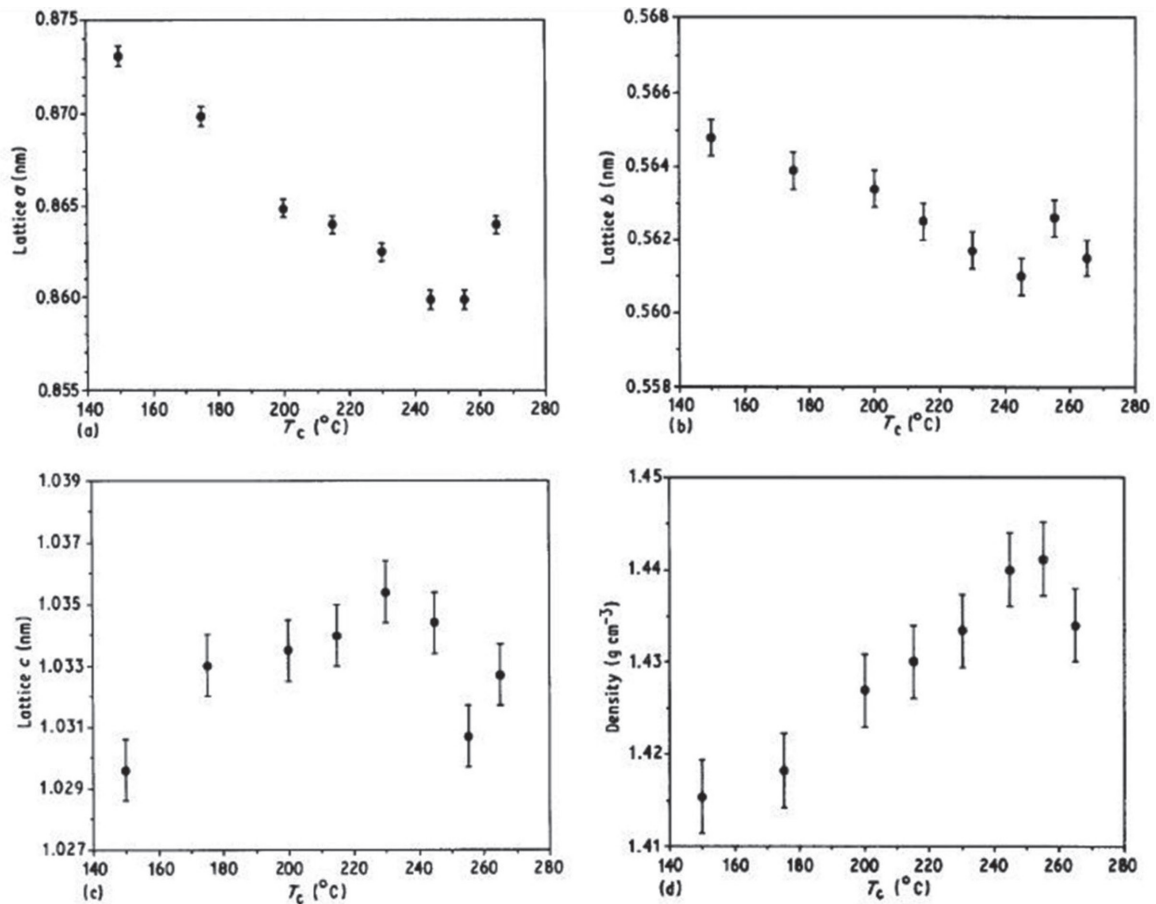 0.875
0.870
0.865
0.860
0.855
Lattice a (nm)
140 160 180 200 220 240 260 280
(a) Tc (°C)
0.568
0.566
0.564
0.562
0.560
0.558
Lattice b (nm)
140 160 180 200 220 240 260 280
(b) Tc (°C)
1.039
1.037
1.035
1.033
1.031
1.029
1.027
Lattice c (nm)
140 160 180 200 220 240 260 280
(c) Tc (°C)
1.45
1.44
1.43
1.42
1.41
Density (g cm⁻³)
140 160 180 200 220 240 260 280
(d) Tc (°C)